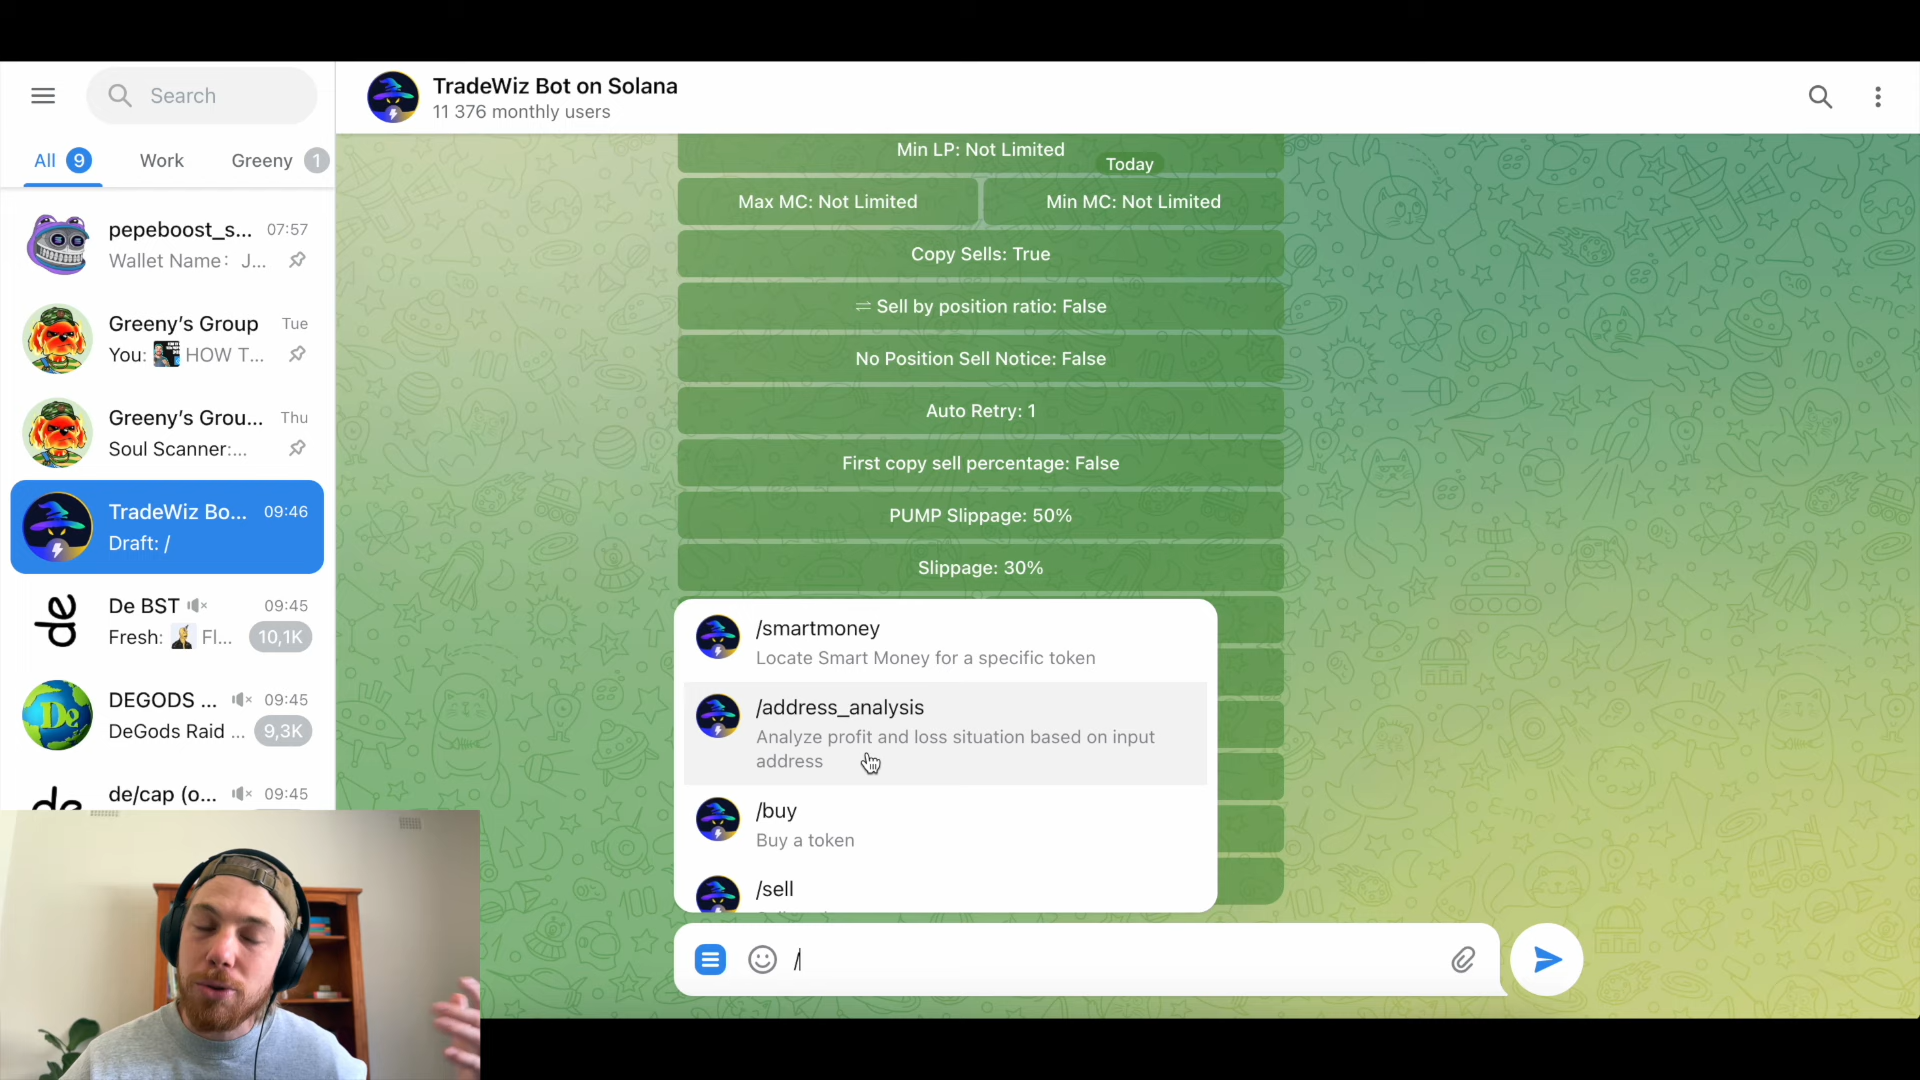 Search
TradeWiz Bot on Solana
11 376 monthly users
All 9
Work
Greeny 1
pepeboost_s... 07:57
Wallet Name: J...
Greeny's Group Tue
You: HOW T...
Greeny's Grou... Thu
Soul Scanner:...
TradeWiz Bo... 09:46
Draft: /
De BST 09:45
Fresh: Fl... 10,1K
DEGODS ... 09:45
DeGods Raid ... 9,3K
de/cap (o... 09:45
Min LP: Not Limited
Today
Max MC: Not Limited
Min MC: Not Limited
Copy Sells: True
⇌ Sell by position ratio: False
No Position Sell Notice: False
Auto Retry: 1
First copy sell percentage: False
PUMP Slippage: 50%
Slippage: 30%
/smartmoney
Locate Smart Money for a specific token
/address_analysis
Analyze profit and loss situation based on input
address
/buy
Buy a token
/sell
/